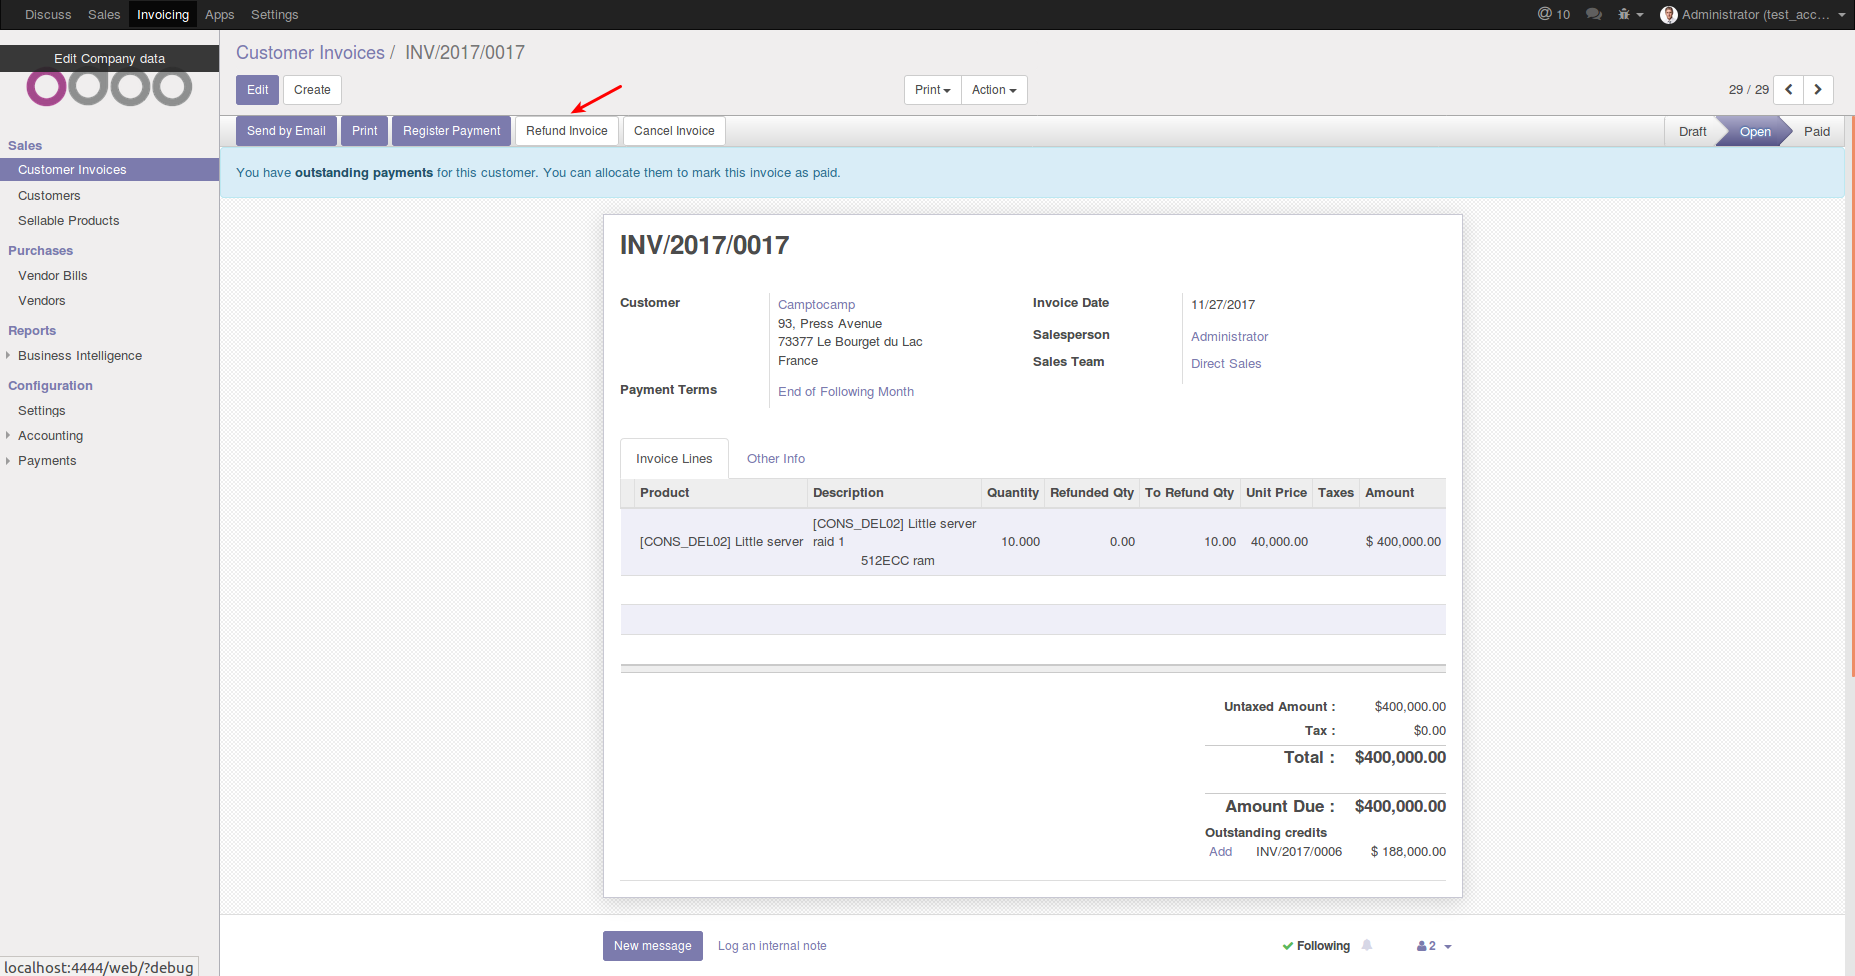 Discuss Sales Invoicing Apps Settings @ 10 Administrator (test_acc...
Edit Company data
odoo
Customer Invoices / INV/2017/0017
Edit Create Print Action 29 / 29
Send by Email Print Register Payment Refund Invoice Cancel Invoice Draft Open Paid
You have outstanding payments for this customer. You can allocate them to mark this invoice as paid.
Sales
Customer Invoices
Customers
Sellable Products
Purchases
Vendor Bills
Vendors
Reports
Business Intelligence
Configuration
Settings
Accounting
Payments
INV/2017/0017
Customer Camptocamp
93, Press Avenue
73377 Le Bourget du Lac
France
Payment Terms End of Following Month
Invoice Date 11/27/2017
Salesperson Administrator
Sales Team Direct Sales
Invoice Lines Other Info
Product Description Quantity Refunded Qty To Refund Qty Unit Price Taxes Amount
[CONS_DEL02] Little server
[CONS_DEL02] Little server raid 1 10.000 0.00 10.00 40,000.00 $ 400,000.00
512ECC ram
Untaxed Amount : $400,000.00
Tax : $0.00
Total : $400,000.00
Amount Due : $400,000.00
Outstanding credits
Add INV/2017/0006 $ 188,000.00
New message Log an internal note Following 2
localhost:4444/web/?debug